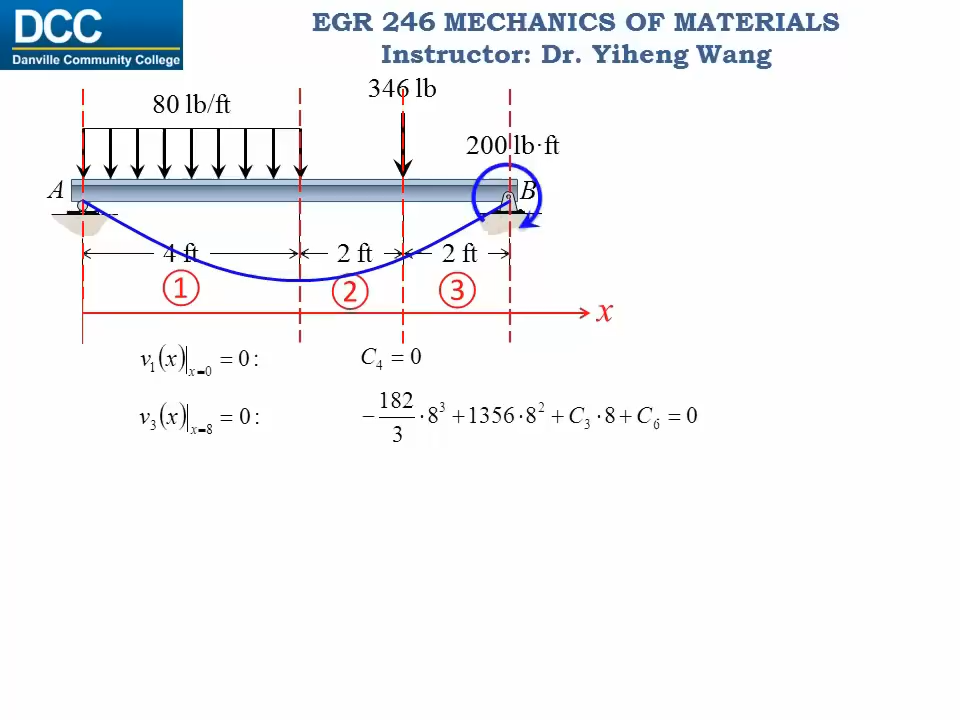 DCC
Danville Community College
EGR 246 MECHANICS OF MATERIALS
Instructor: Dr. Yiheng Wang
346 lb
80 lb/ft
200 lb·ft
A
B
4 ft
2 ft
2 ft
① ② ③
x
v₁(x)|ₓ₌₀ = 0 : C₄ = 0
v₃(x)|ₓ₌₈ = 0 : −182/3 · 8³ + 1356 · 8² + C₃ · 8 + C₆ = 0